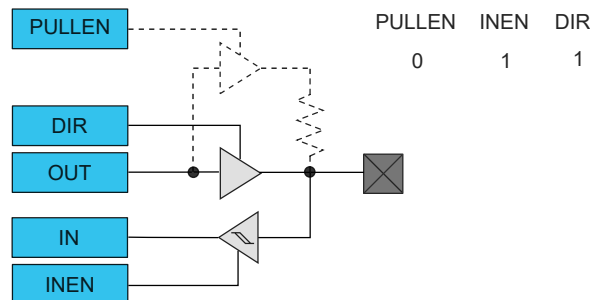 PULLEN
PULLEN INEN DIR
0 1 1
DIR
OUT
IN
INEN